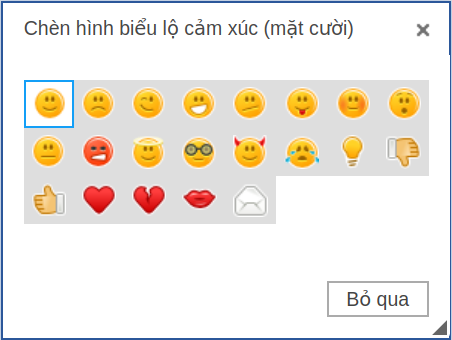 Chèn hình biểu lộ cảm xúc (mặt cười)
Bỏ qua